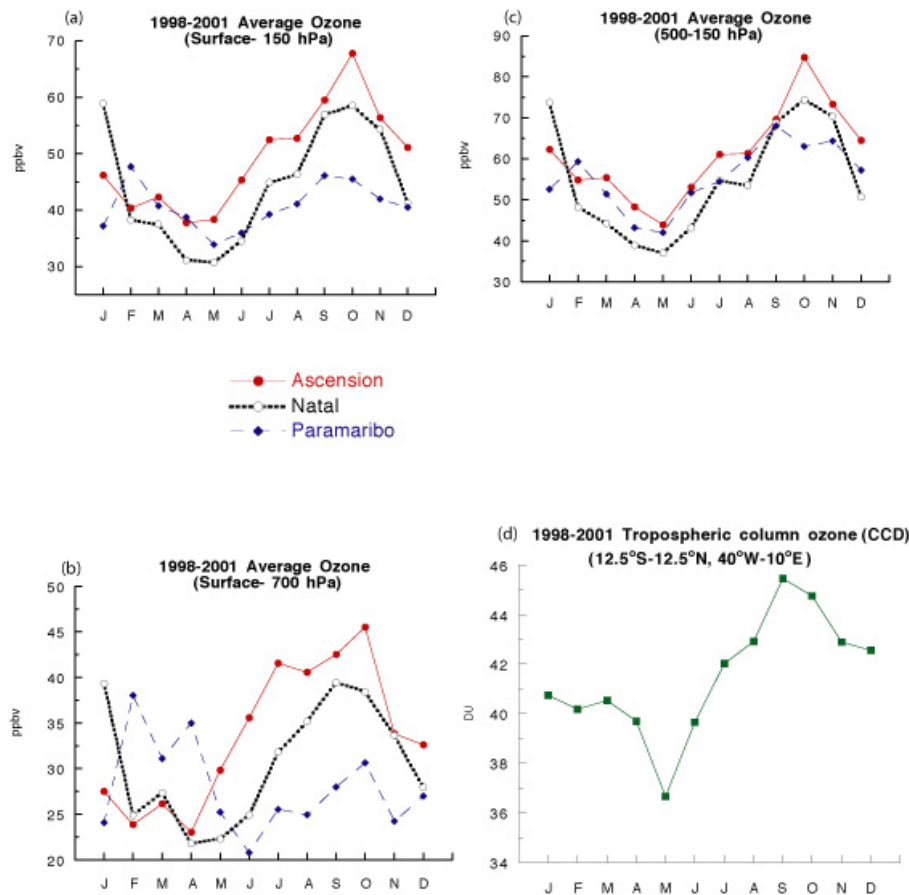 (a)
1998-2001 Average Ozone
(Surface- 150 hPa)
70
60
50
40
30
ppbv
J F M A M J J A S O N D
(c)
1998-2001 Average Ozone
(500-150 hPa)
90
80
70
60
50
40
30
ppbv
J F M A M J J A S O N D
Ascension
Natal
Paramaribo
(b)
1998-2001 Average Ozone
(Surface- 700 hPa)
50
45
40
35
30
25
20
ppbv
J F M A M J J A S O N D
(d)
1998-2001 Tropospheric column ozone (CCD)
(12.5°S-12.5°N, 40°W-10°E)
46
44
42
40
38
36
34
DU
J F M A M J J A S O N D